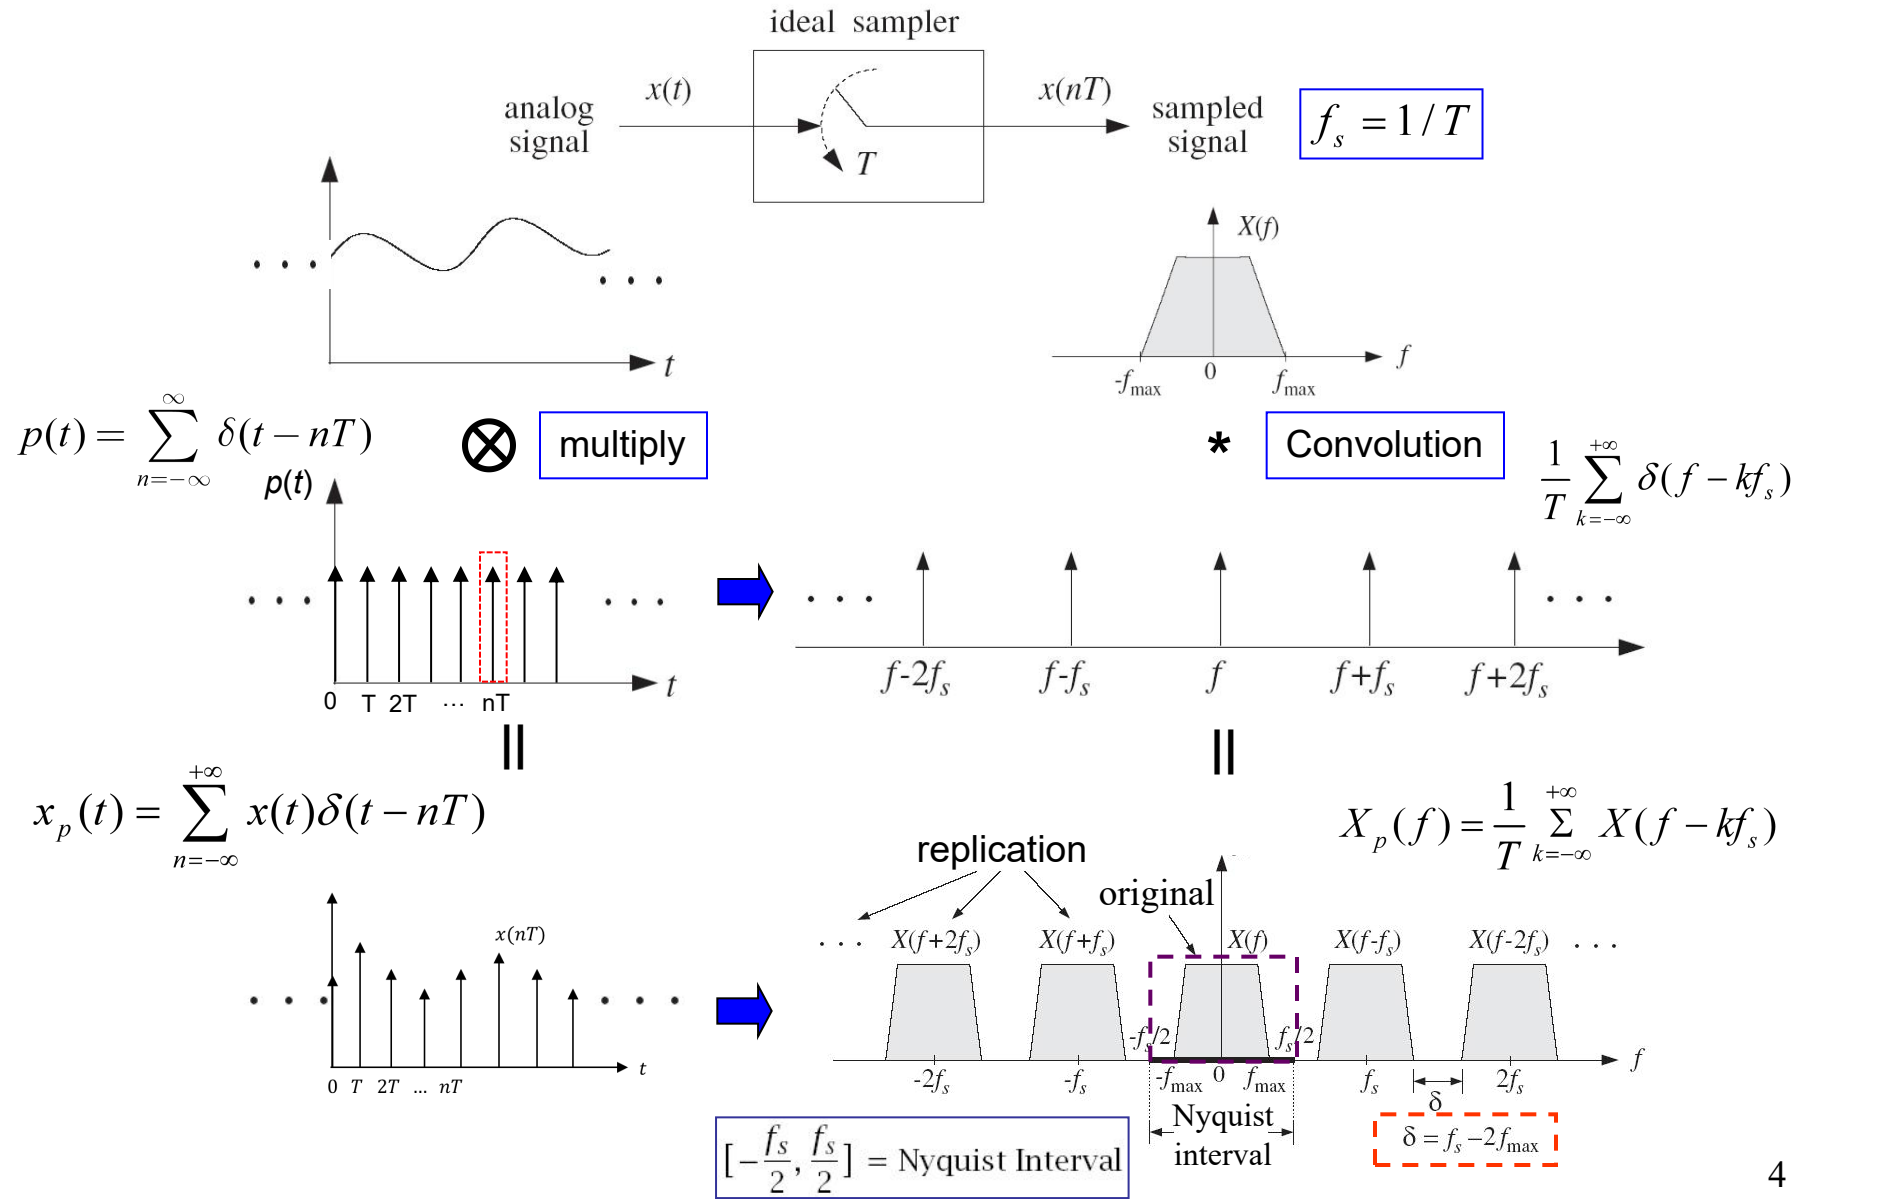 ideal sampler
analog signal
x(t)
T
x(nT)
sampled signal
f_s = 1 / T
• • •
• • •
t
X(f)
-f_max 0 f_max
f
p(t) = ∑_{n=-∞}^{∞} δ(t - nT)
⊗ multiply
* Convolution
1/T ∑_{k=-∞}^{+∞} δ(f - kf_s)
p(t)
• • •
• • •
0 T 2T ··· nT
t
• • •
• • •
f-2f_s f-f_s f f+f_s f+2f_s
=
=
x_p(t) = ∑_{n=-∞}^{+∞} x(t)δ(t - nT)
X_p(f) = 1/T Σ_{k=-∞}^{+∞} X(f - kf_s)
replication
original
x(nT)
• • •
• • •
0 T 2T ... nT
t
• • • X(f+2f_s) X(f+f_s) X(f) X(f-f_s) X(f-2f_s) • • •
-f_s/2 f_s/2
f
-2f_s -f_s -f_max 0 f_max f_s 2f_s
δ
Nyquist
interval
[-f_s/2, f_s/2] = Nyquist Interval
δ = f_s - 2f_max
4